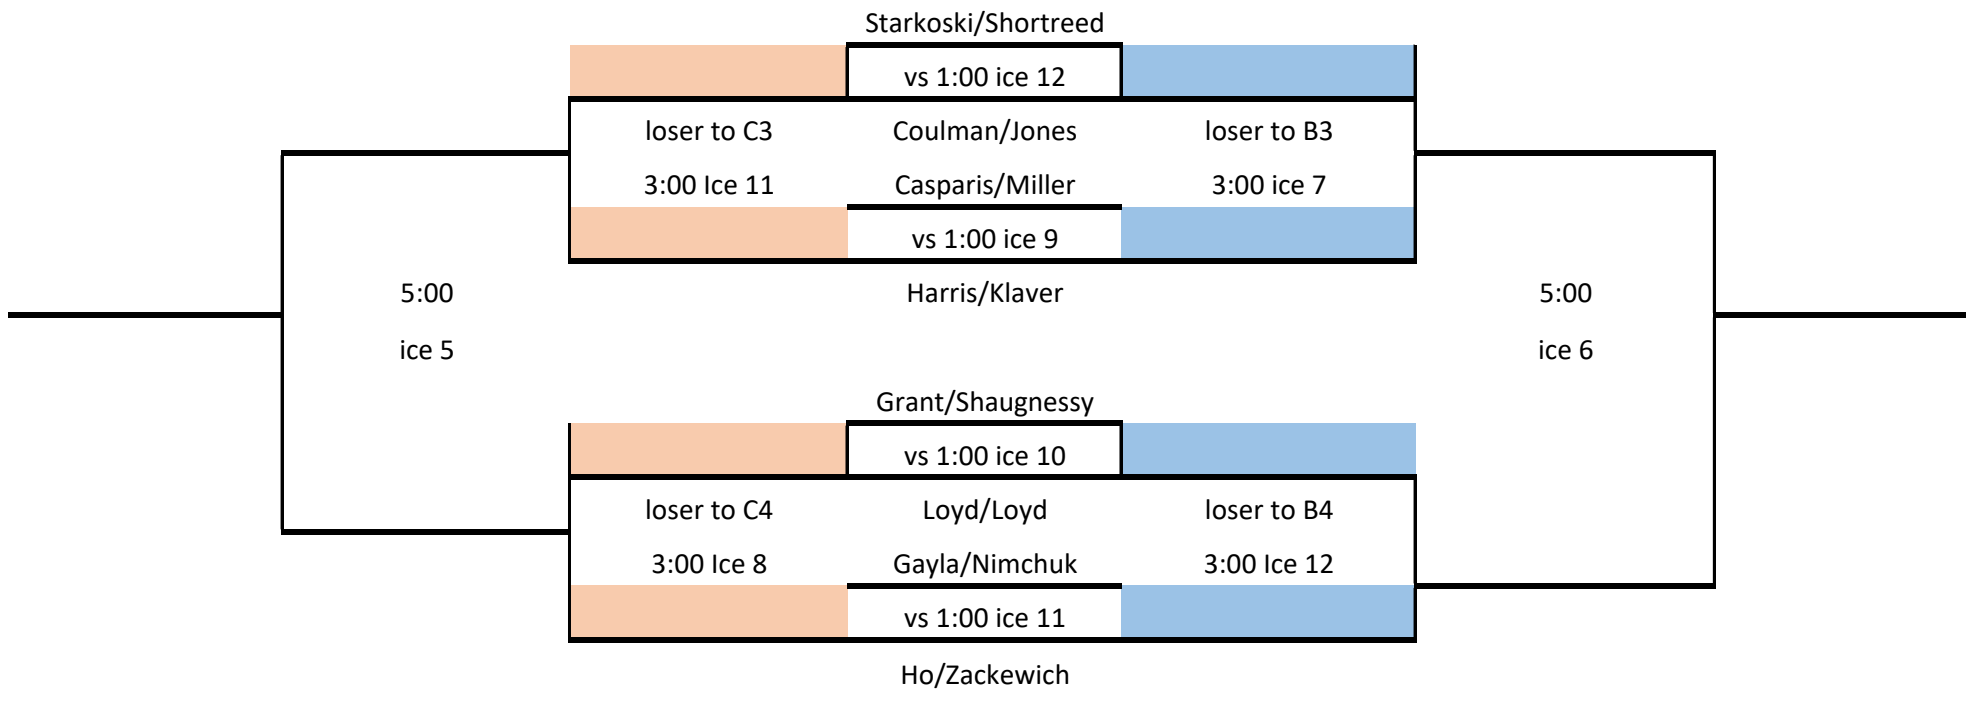 Starkoski/Shortreed
vs 1:00 ice 12
loser to C3 Coulman/Jones loser to B3
3:00 Ice 11 Casparis/Miller 3:00 ice 7
vs 1:00 ice 9
5:00 Harris/Klaver 5:00
ice 5 ice 6
Grant/Shaugnessy
vs 1:00 ice 10
loser to C4 Loyd/Loyd loser to B4
3:00 Ice 8 Gayla/Nimchuk 3:00 Ice 12
vs 1:00 ice 11
Ho/Zackewich